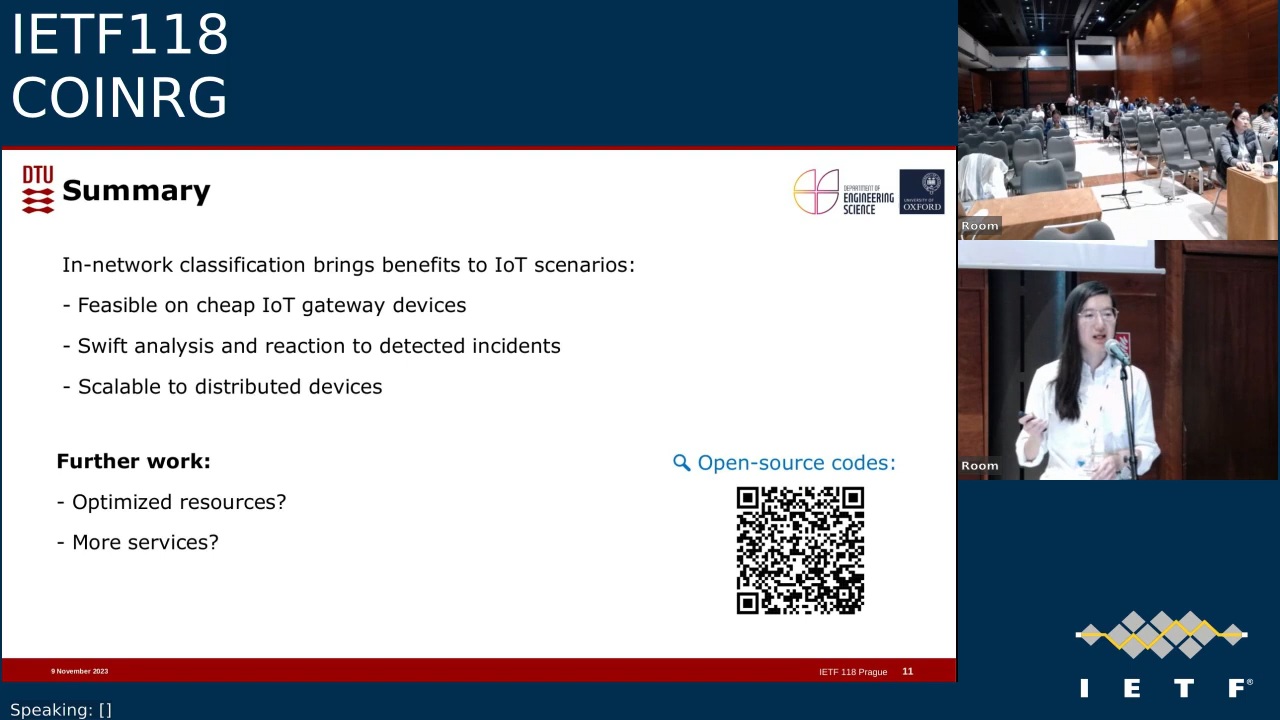 IETF118
COINRG
DTU
Summary
DEPARTMENT OF
ENGINEERING
SCIENCE
UNIVERSITY OF
OXFORD
In-network classification brings benefits to IoT scenarios:
- Feasible on cheap IoT gateway devices
- Swift analysis and reaction to detected incidents
- Scalable to distributed devices
Further work:
- Optimized resources?
- More services?
Open-source codes:
9 November 2023
IETF 118 Prague
11
Room
Room
I E T F®
Speaking: []